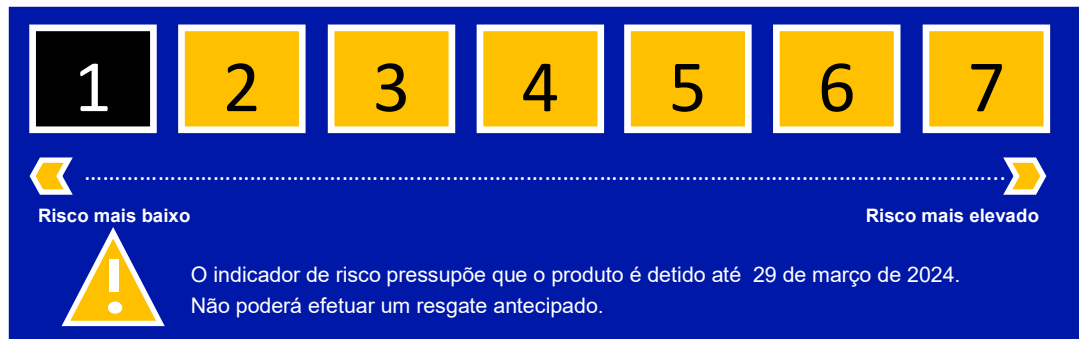 1 2 3 4 5 6 7
Risco mais baixo Risco mais elevado
O indicador de risco pressupõe que o produto é detido até 29 de março de 2024.
Não poderá efetuar um resgate antecipado.